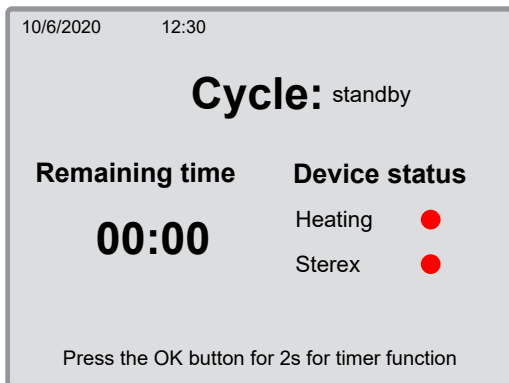 10/6/2020 12:30
Cycle: standby
Remaining time
00:00
Device status
Heating
Sterex
Press the OK button for 2s for timer function